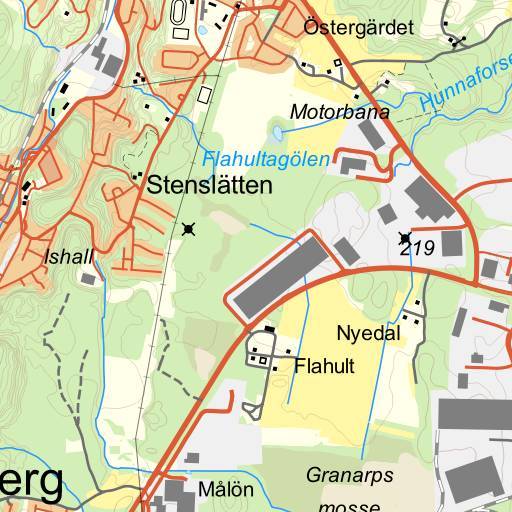 Östergärdet
Hunnaforse
Motorbana
Flahultagölen
Stenslätten
219
Ishall
Nyedal
Flahult
erg
Granarps
mosse
Målön